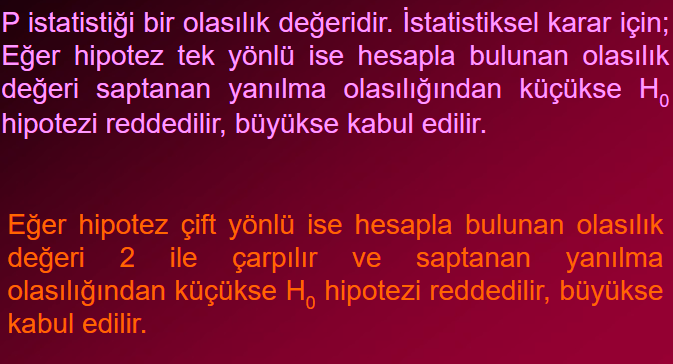 P istatistiği bir olasılık değeridir. İstatistiksel karar için;
Eğer hipotez tek yönlü ise hesapla bulunan olasılık
değeri saptanan yanılma olasılığından küçükse H₀
hipotezi reddedilir, büyükse kabul edilir.
Eğer hipotez çift yönlü ise hesapla bulunan olasılık
değeri 2 ile çarpılır ve saptanan yanılma
olasılığından küçükse H₀ hipotezi reddedilir, büyükse
kabul edilir.